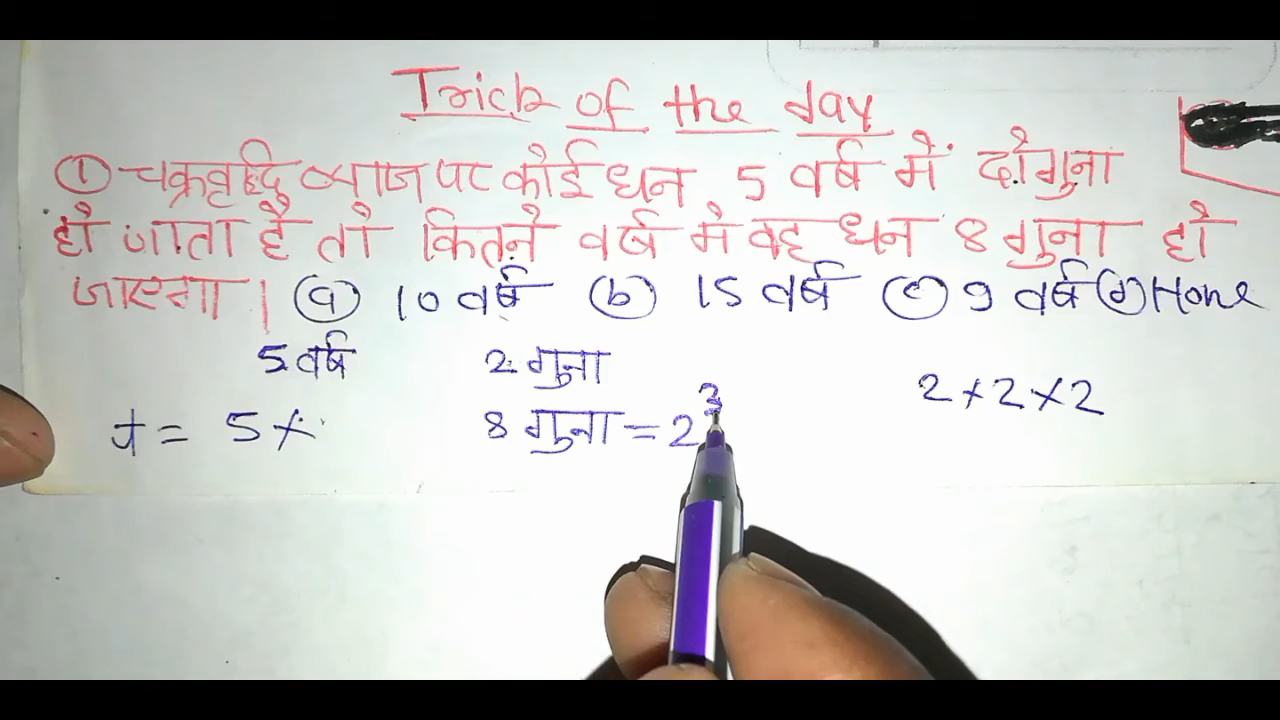 Trick of the day
① चक्रवृद्धि ब्याज पर कोई धन 5 वर्ष में दोगुना
हो जाता है तो कितने वर्ष मे वह धन 8 गुना हो
जाएगा। (a) 10 वर्ष (b) 15 वर्ष (c) 9 वर्ष (d) None
5 वर्ष 2 गुना
2×2×2
t = 5 × 8 गुना = 2³